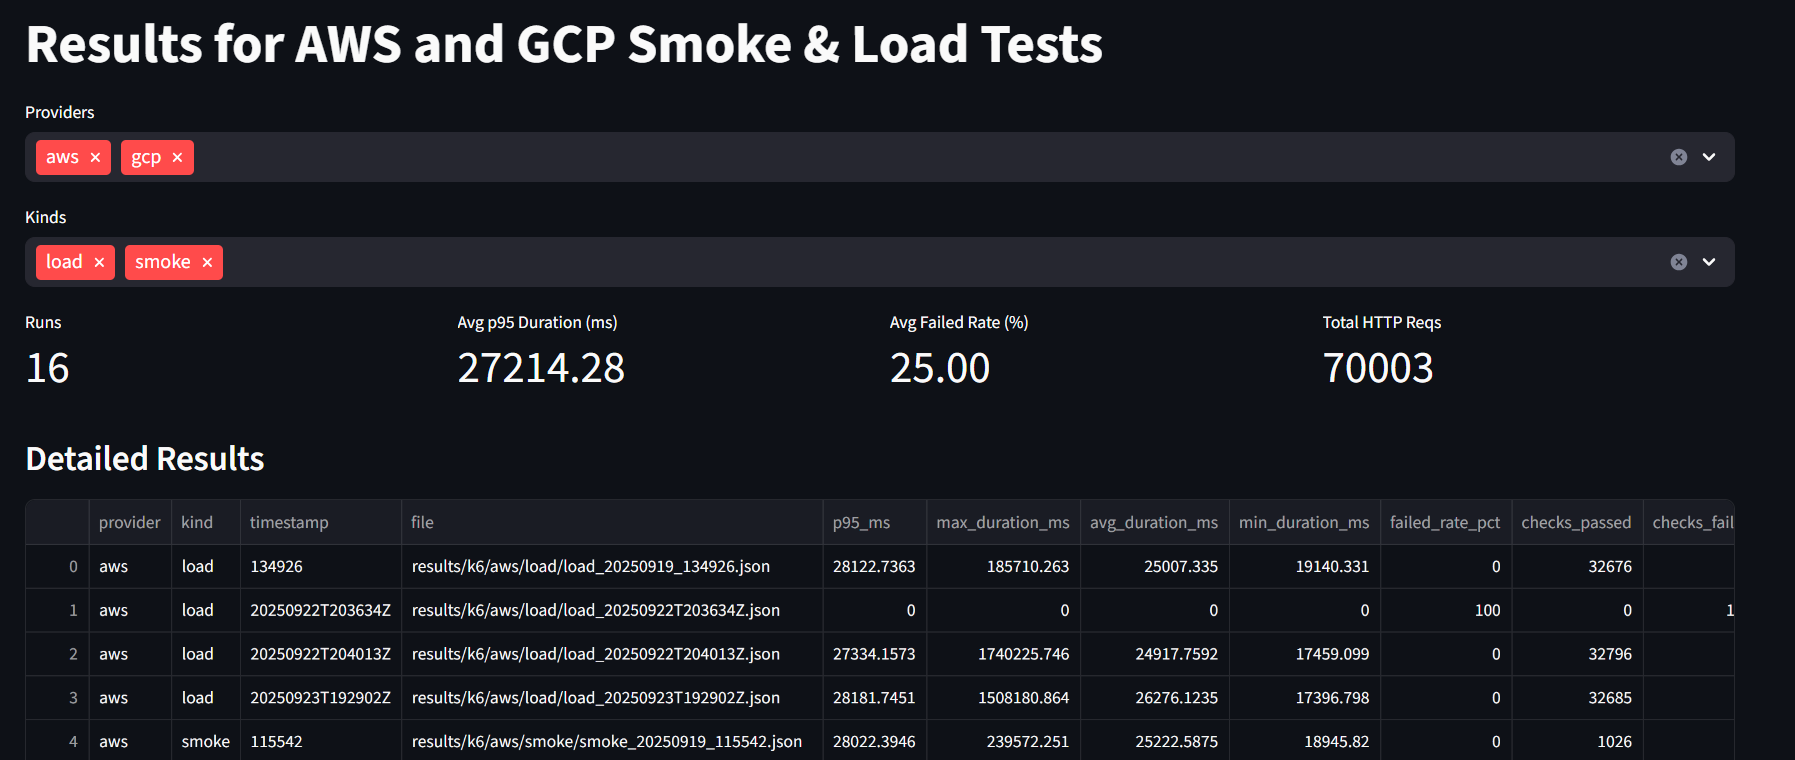 Results for AWS and GCP Smoke & Load Tests
Providers
aws × gcp ×
Kinds
load × smoke ×
Runs Avg p95 Duration (ms) Avg Failed Rate (%) Total HTTP Reqs
16 27214.28 25.00 70003
Detailed Results
provider kind timestamp file p95_ms max_duration_ms avg_duration_ms min_duration_ms failed_rate_pct checks_passed checks_fail
0 aws load 134926 results/k6/aws/load/load_20250919_134926.json 28122.7363 185710.263 25007.335 19140.331 0 32676
1 aws load 20250922T203634Z results/k6/aws/load/load_20250922T203634Z.json 0 0 0 0 100 0 1
2 aws load 20250922T204013Z results/k6/aws/load/load_20250922T204013Z.json 27334.1573 1740225.746 24917.7592 17459.099 0 32796
3 aws load 20250923T192902Z results/k6/aws/load/load_20250923T192902Z.json 28181.7451 1508180.864 26276.1235 17396.798 0 32685
4 aws smoke 115542 results/k6/aws/smoke/smoke_20250919_115542.json 28022.3946 239572.251 25222.5875 18945.82 0 1026